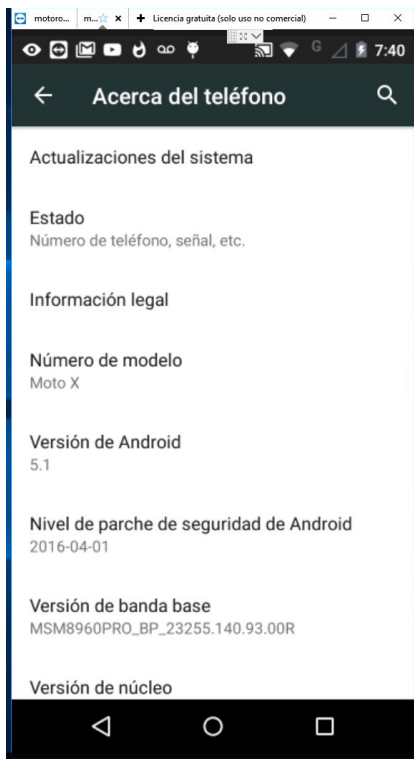 motoro...
m...
Licencia gratuita (solo uso no comercial)
G
7:40
Acerca del teléfono
Actualizaciones del sistema
Estado
Número de teléfono, señal, etc.
Información legal
Número de modelo
Moto X
Versión de Android
5.1
Nivel de parche de seguridad de Android
2016-04-01
Versión de banda base
MSM8960PRO_BP_23255.140.93.00R
Versión de núcleo